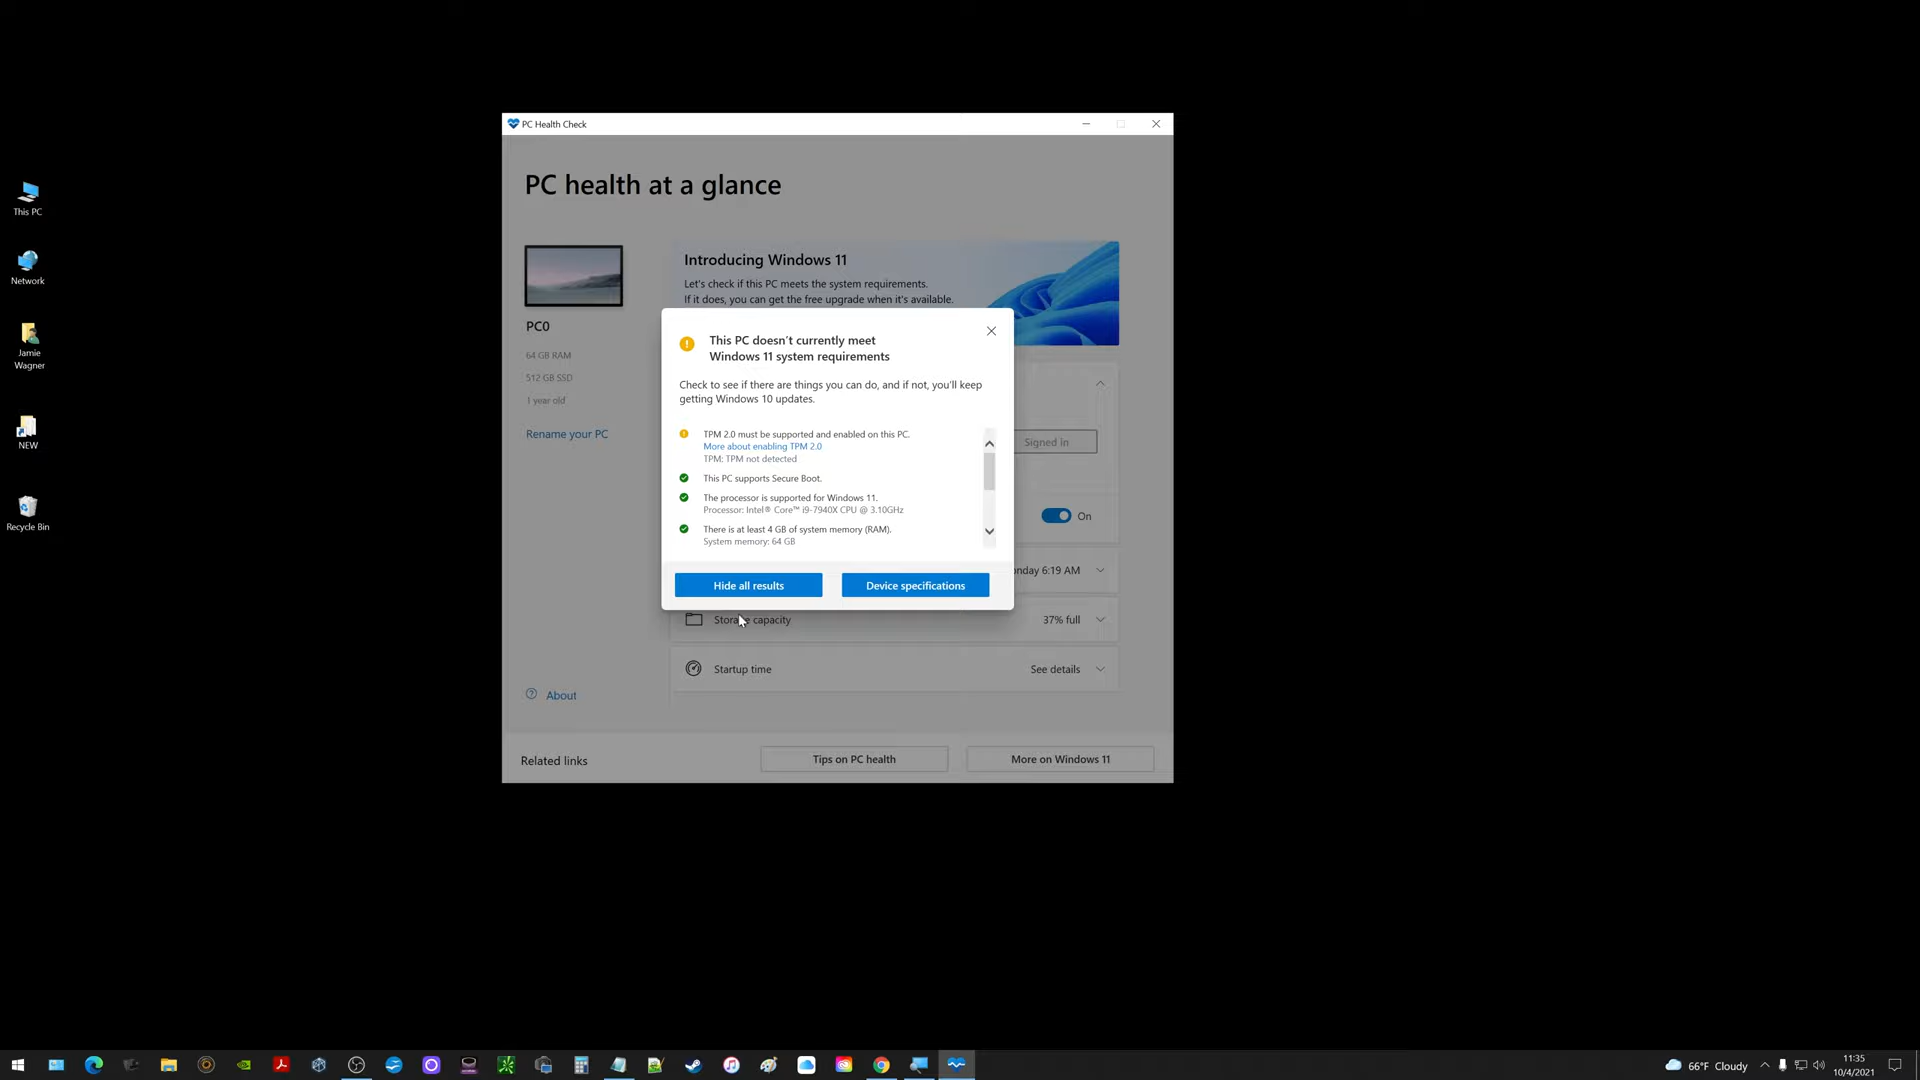 PC Health Check
PC health at a glance
This PC
Network
Jamie
Wagner
NEW
Recycle Bin
PC0
64 GB RAM
512 GB SSD
1 year old
Rename your PC
About
Introducing Windows 11
Let's check if this PC meets the system requirements.
If it does, you can get the free upgrade when it's available.
This PC doesn't currently meet
Windows 11 system requirements
Check to see if there are things you can do, and if not, you'll keep
getting Windows 10 updates.
TPM 2.0 must be supported and enabled on this PC.
More about enabling TPM 2.0
TPM: TPM not detected
This PC supports Secure Boot.
The processor is supported for Windows 11.
Processor: Intel® Core™ i9-7940X CPU @ 3.10GHz
There is at least 4 GB of system memory (RAM).
System memory: 64 GB
Hide all results
Device specifications
Signed in
On
6:19 AM
Storage capacity
37% full
Startup time
See details
Related links
Tips on PC health
More on Windows 11
66°F Cloudy
11:35
10/4/2021